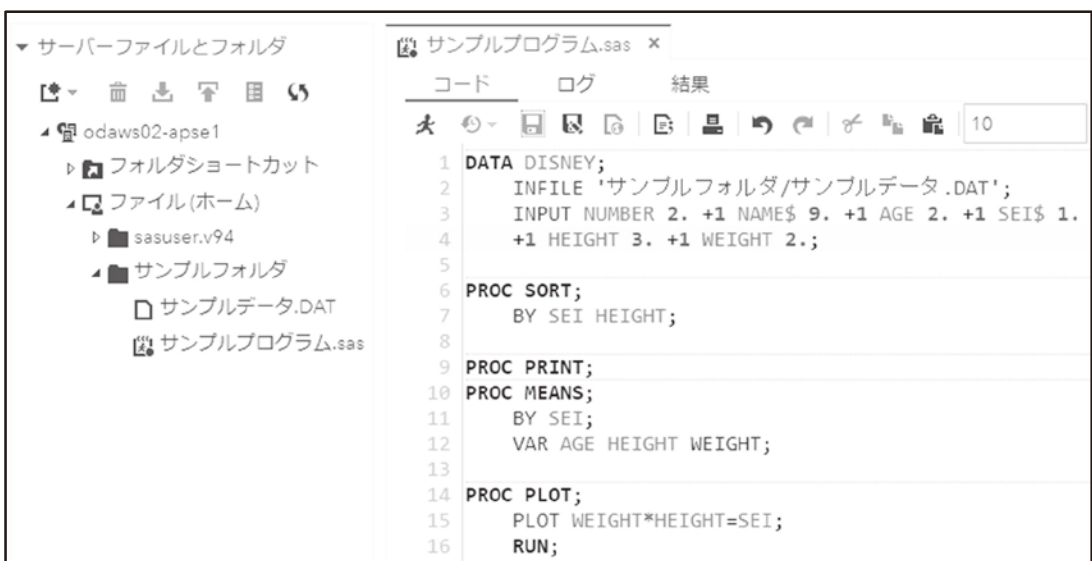 サーバーファイルとフォルダ
odaws02-apse1
フォルダショートカット
ファイル(ホーム)
sasuser.v94
サンプルフォルダ
サンプルデータ.DAT
サンプルプログラム.sas
サンプルプログラム.sas ×
コード ログ 結果
10
1 DATA DISNEY;
2 INFILE 'サンプルフォルダ/サンプルデータ.DAT';
3 INPUT NUMBER 2. +1 NAME$ 9. +1 AGE 2. +1 SEI$ 1.
4 +1 HEIGHT 3. +1 WEIGHT 2.;
5
6 PROC SORT;
7 BY SEI HEIGHT;
8
9 PROC PRINT;
10 PROC MEANS;
11 BY SEI;
12 VAR AGE HEIGHT WEIGHT;
13
14 PROC PLOT;
15 PLOT WEIGHT*HEIGHT=SEI;
16 RUN;